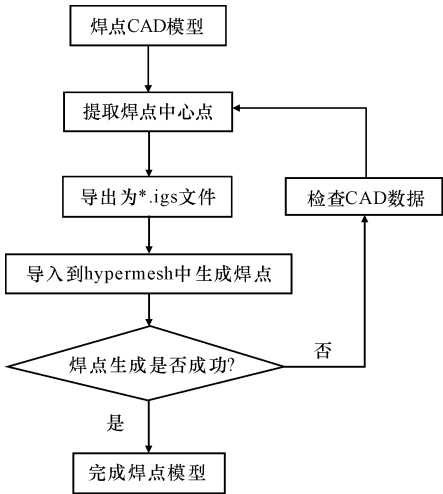 焊点CAD模型
提取焊点中心点
导出为*.igs文件
检查CAD数据
导入到hypermesh中生成焊点
焊点生成是否成功?
否
是
完成焊点模型